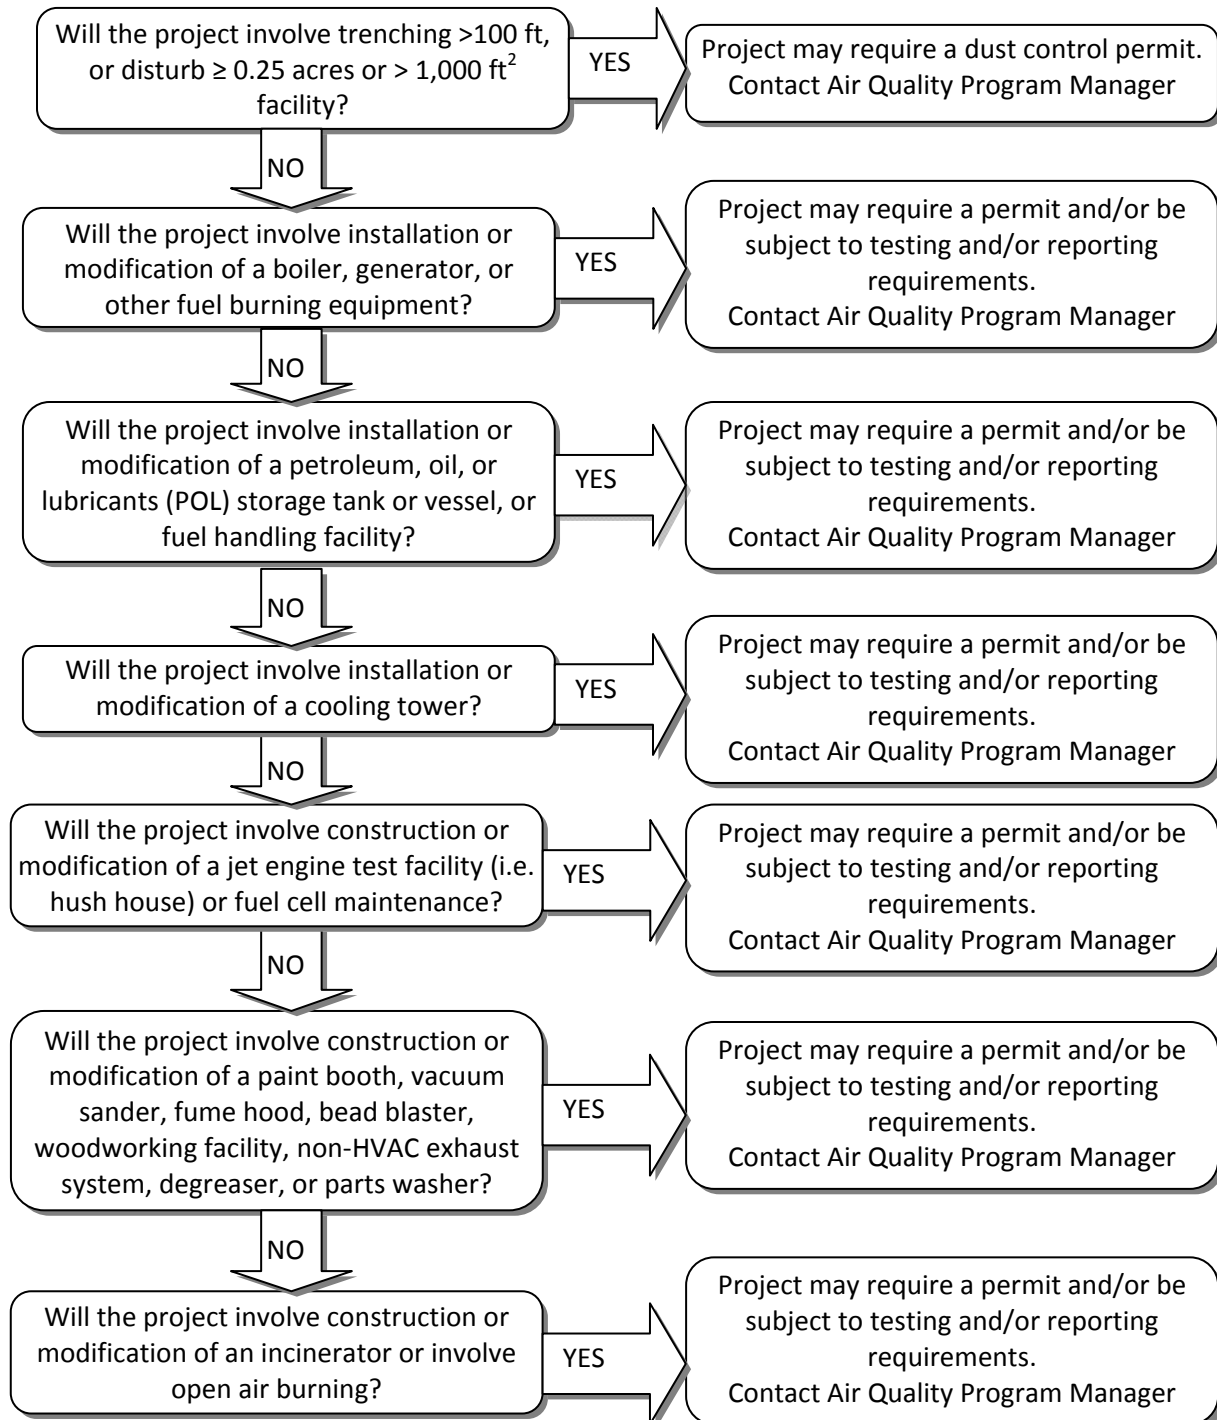 Will the project involve trenching >100 ft,
or disturb ≥ 0.25 acres or > 1,000 ft²
facility?
YES
Project may require a dust control permit.
Contact Air Quality Program Manager
NO
Will the project involve installation or
modification of a boiler, generator, or
other fuel burning equipment?
YES
Project may require a permit and/or be
subject to testing and/or reporting
requirements.
Contact Air Quality Program Manager
NO
Will the project involve installation or
modification of a petroleum, oil, or
lubricants (POL) storage tank or vessel, or
fuel handling facility?
YES
Project may require a permit and/or be
subject to testing and/or reporting
requirements.
Contact Air Quality Program Manager
NO
Will the project involve installation or
modification of a cooling tower?
YES
Project may require a permit and/or be
subject to testing and/or reporting
requirements.
Contact Air Quality Program Manager
NO
Will the project involve construction or
modification of a jet engine test facility (i.e.
hush house) or fuel cell maintenance?
YES
Project may require a permit and/or be
subject to testing and/or reporting
requirements.
Contact Air Quality Program Manager
NO
Will the project involve construction or
modification of a paint booth, vacuum
sander, fume hood, bead blaster,
woodworking facility, non-HVAC exhaust
system, degreaser, or parts washer?
YES
Project may require a permit and/or be
subject to testing and/or reporting
requirements.
Contact Air Quality Program Manager
NO
Will the project involve construction or
modification of an incinerator or involve
open air burning?
YES
Project may require a permit and/or be
subject to testing and/or reporting
requirements.
Contact Air Quality Program Manager